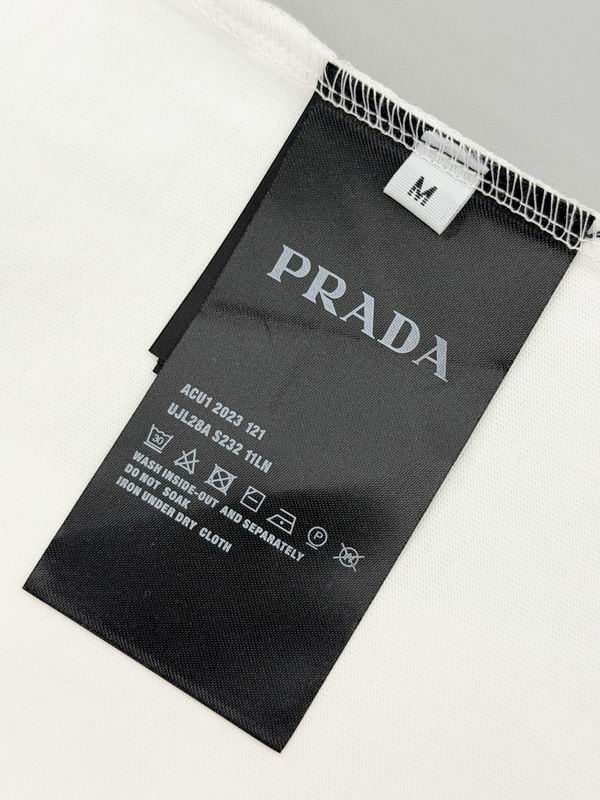 M
PRADA
ACU1 2023 121
UJL28A S232 11LN
30
P
WASH INSIDE-OUT AND SEPARATELY
DO NOT SOAK
IRON UNDER DRY CLOTH